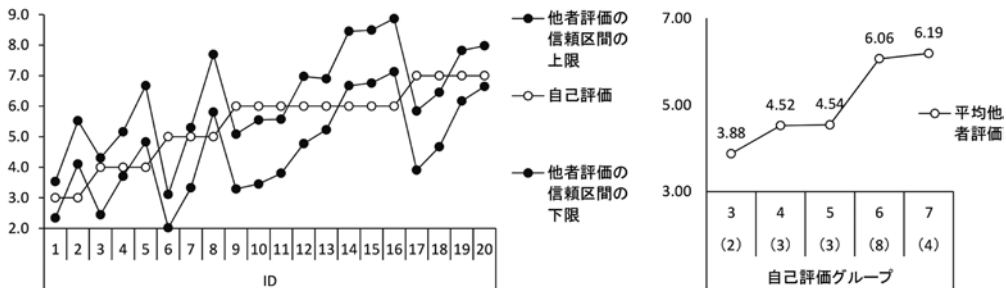 9.0
8.0
7.0
6.0
5.0
4.0
3.0
2.0
1 2 3 4 5 6 7 8 9 10 11 12 13 14 15 16 17 18 19 20
ID
他者評価の
信頼区間の
上限
自己評価
他者評価の
信頼区間の
下限
7.00
5.00
3.00
3.88
4.52
4.54
6.06
6.19
3 4 5 6 7
(2) (3) (3) (8) (4)
自己評価グループ
平均他
者評価